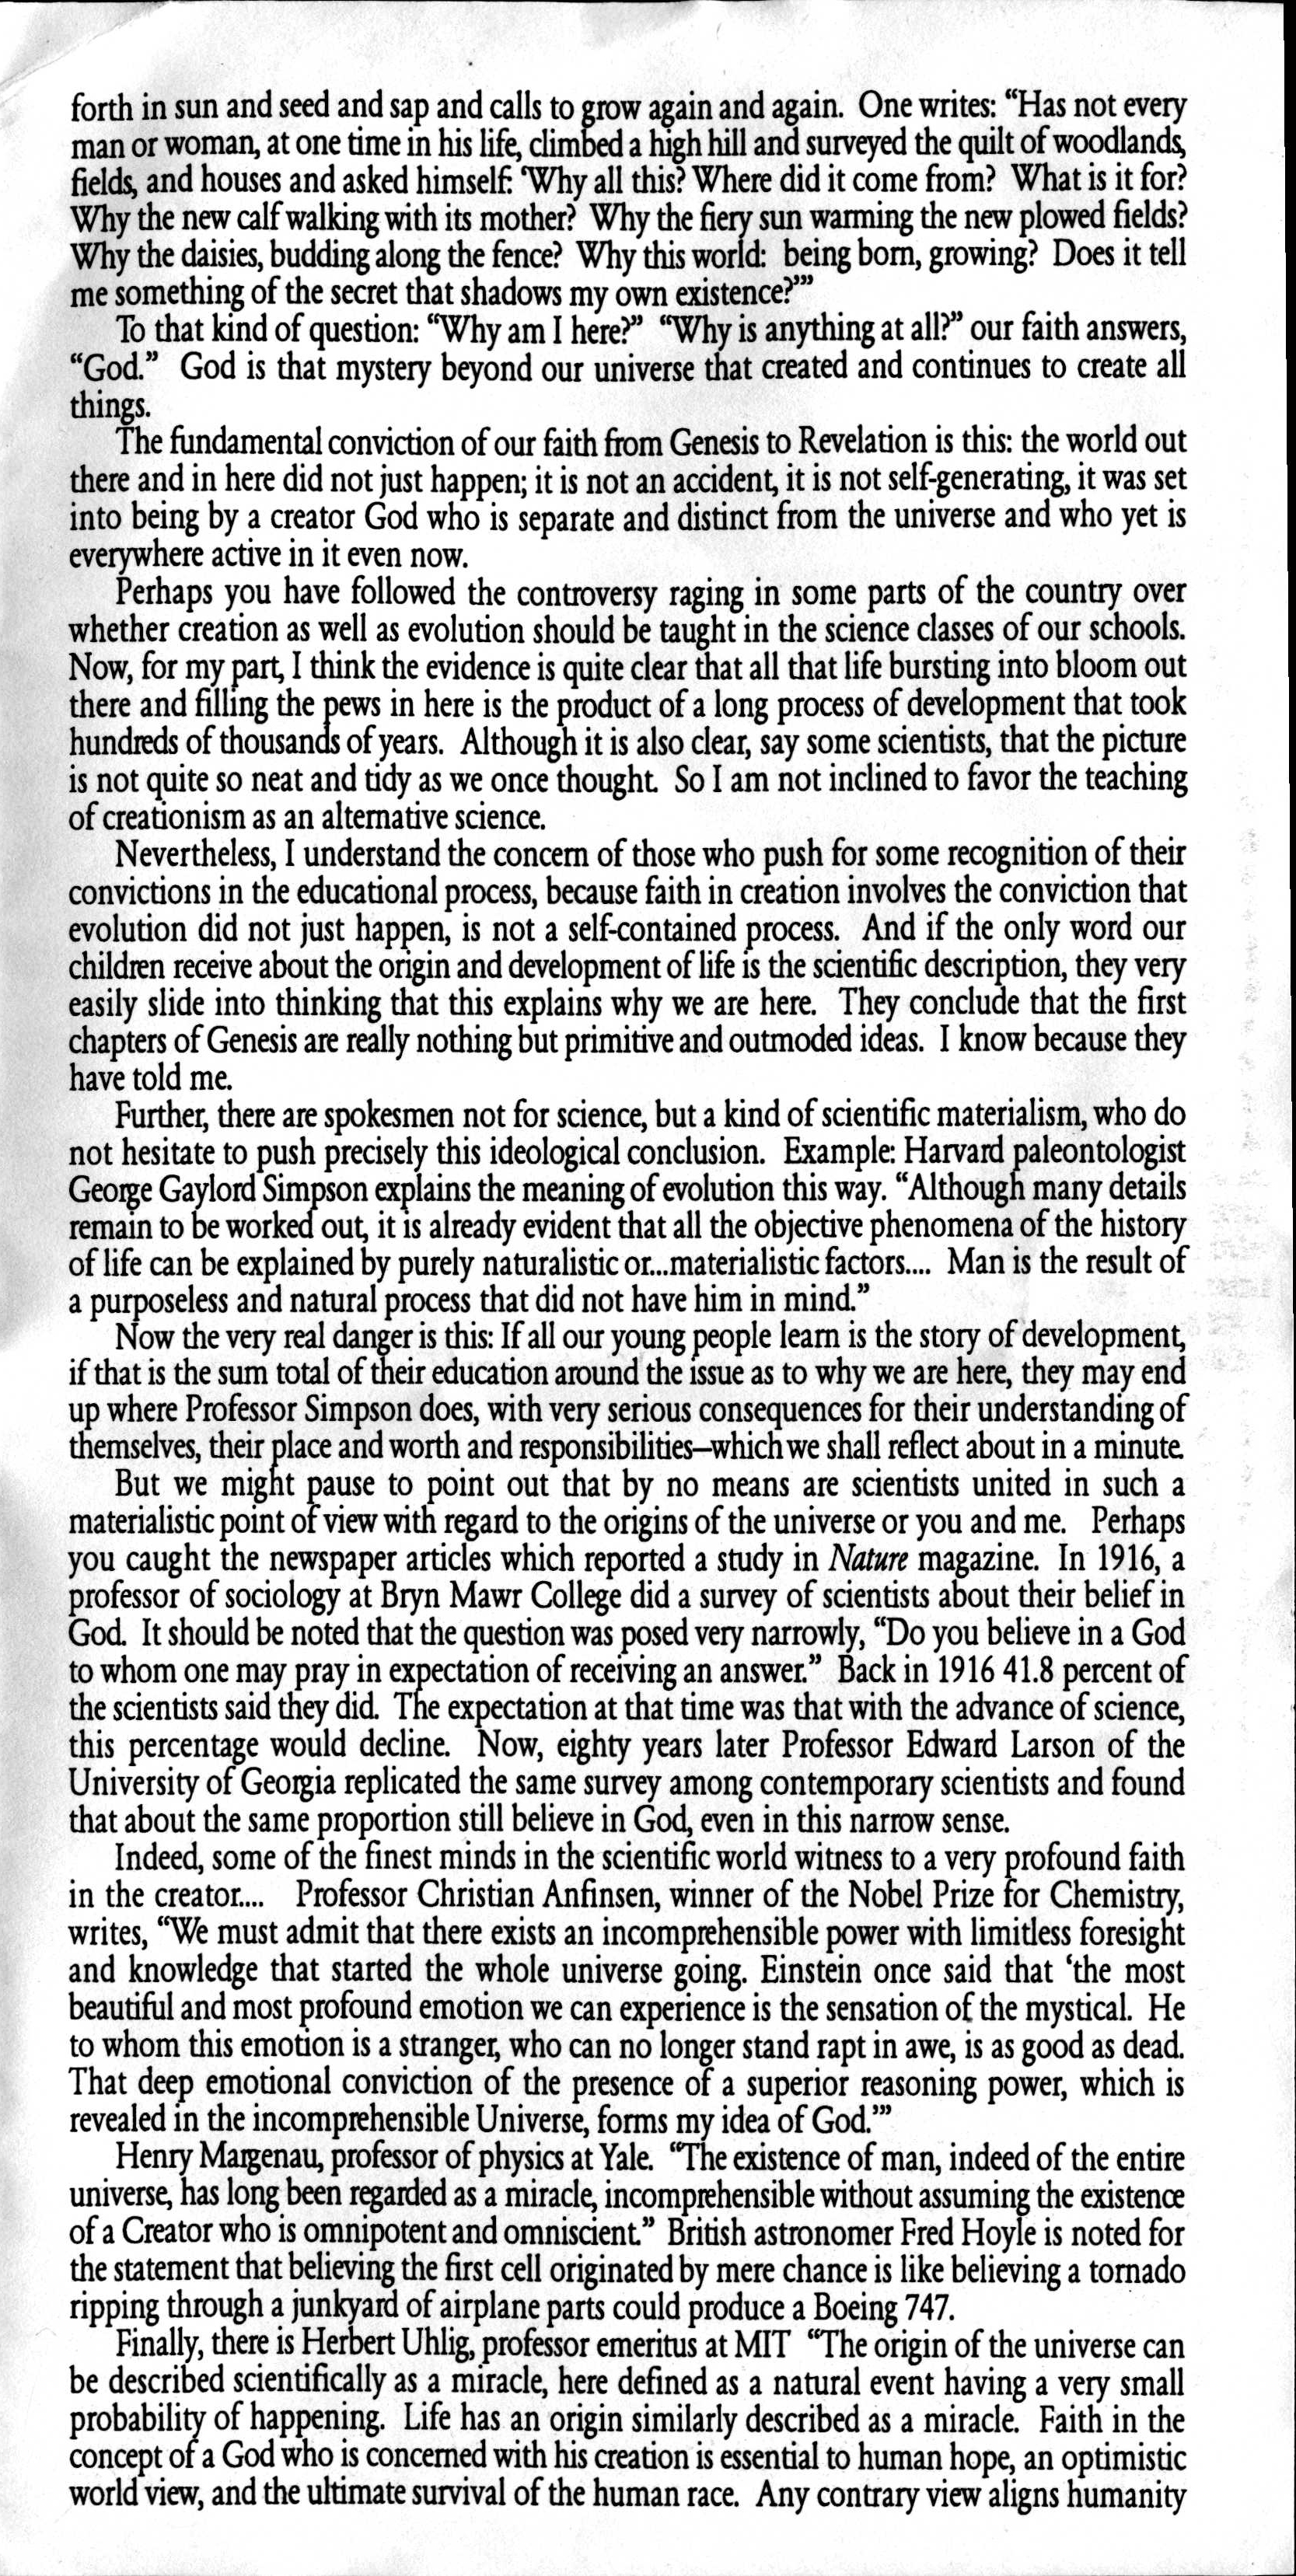 forth in sun and seed and sap and calls to grow again and again. One writes: “Has not every
man or woman, at one time in his life, climbed a high hill and surveyed the quilt of woodlands,
fields, and houses and asked himself: ‘Why all this? Where did it come from? What is it for?
Why the new calf walking with its mother? Why the fiery sun warming the new plowed fields?
Why the daisies, budding along the fence? Why this world: being born, growing? Does it tell
me something of the secret that shadows my own existence?’”
To that kind of question: “Why am I here?” “Why is anything at all?” our faith answers,
“God.” God is that mystery beyond our universe that created and continues to create all
things.
The fundamental conviction of our faith from Genesis to Revelation is this: the world out
there and in here did not just happen; it is not an accident, it is not self-generating, it was set
into being by a creator God who is separate and distinct from the universe and who yet is
everywhere active in it even now.
Perhaps you have followed the controversy raging in some parts of the country over
whether creation as well as evolution should be taught in the science classes of our schools.
Now, for my part, I think the evidence is quite clear that all that life bursting into bloom out
there and filling the pews in here is the product of a long process of development that took
hundreds of thousands of years. Although it is also clear, say some scientists, that the picture
is not quite so neat and tidy as we once thought. So I am not inclined to favor the teaching
of creationism as an alternative science.
Nevertheless, I understand the concern of those who push for some recognition of their
convictions in the educational process, because faith in creation involves the conviction that
evolution did not just happen, is not a self-contained process. And if the only word our
children receive about the origin and development of life is the scientific description, they very
easily slide into thinking that this explains why we are here. They conclude that the first
chapters of Genesis are really nothing but primitive and outmoded ideas. I know because they
have told me.
Further, there are spokesmen not for science, but a kind of scientific materialism, who do
not hesitate to push precisely this ideological conclusion. Example: Harvard paleontologist
George Gaylord Simpson explains the meaning of evolution this way. “Although many details
remain to be worked out, it is already evident that all the objective phenomena of the history
of life can be explained by purely naturalistic or...materialistic factors.... Man is the result of
a purposeless and natural process that did not have him in mind.”
Now the very real danger is this: If all our young people learn is the story of development,
if that is the sum total of their education around the issue as to why we are here, they may end
up where Professor Simpson does, with very serious consequences for their understanding of
themselves, their place and worth and responsibilities—which we shall reflect about in a minute.
But we might pause to point out that by no means are scientists united in such a
materialistic point of view with regard to the origins of the universe or you and me. Perhaps
you caught the newspaper articles which reported a study in Nature magazine. In 1916, a
professor of sociology at Bryn Mawr College did a survey of scientists about their belief in
God. It should be noted that the question was posed very narrowly, “Do you believe in a God
to whom one may pray in expectation of receiving an answer.” Back in 1916 41.8 percent of
the scientists said they did. The expectation at that time was that with the advance of science,
this percentage would decline. Now, eighty years later Professor Edward Larson of the
University of Georgia replicated the same survey among contemporary scientists and found
that about the same proportion still believe in God, even in this narrow sense.
Indeed, some of the finest minds in the scientific world witness to a very profound faith
in the creator.... Professor Christian Anfinsen, winner of the Nobel Prize for Chemistry,
writes, “We must admit that there exists an incomprehensible power with limitless foresight
and knowledge that started the whole universe going. Einstein once said that ‘the most
beautiful and most profound emotion we can experience is the sensation of the mystical. He
to whom this emotion is a stranger, who can no longer stand rapt in awe, is as good as dead.
That deep emotional conviction of the presence of a superior reasoning power, which is
revealed in the incomprehensible Universe, forms my idea of God.’”
Henry Margenau, professor of physics at Yale. “The existence of man, indeed of the entire
universe, has long been regarded as a miracle, incomprehensible without assuming the existence
of a Creator who is omnipotent and omniscient.” British astronomer Fred Hoyle is noted for
the statement that believing the first cell originated by mere chance is like believing a tornado
ripping through a junkyard of airplane parts could produce a Boeing 747.
Finally, there is Herbert Uhlig, professor emeritus at MIT “The origin of the universe can
be described scientifically as a miracle, here defined as a natural event having a very small
probability of happening. Life has an origin similarly described as a miracle. Faith in the
concept of a God who is concerned with his creation is essential to human hope, an optimistic
world view, and the ultimate survival of the human race. Any contrary view aligns humanity